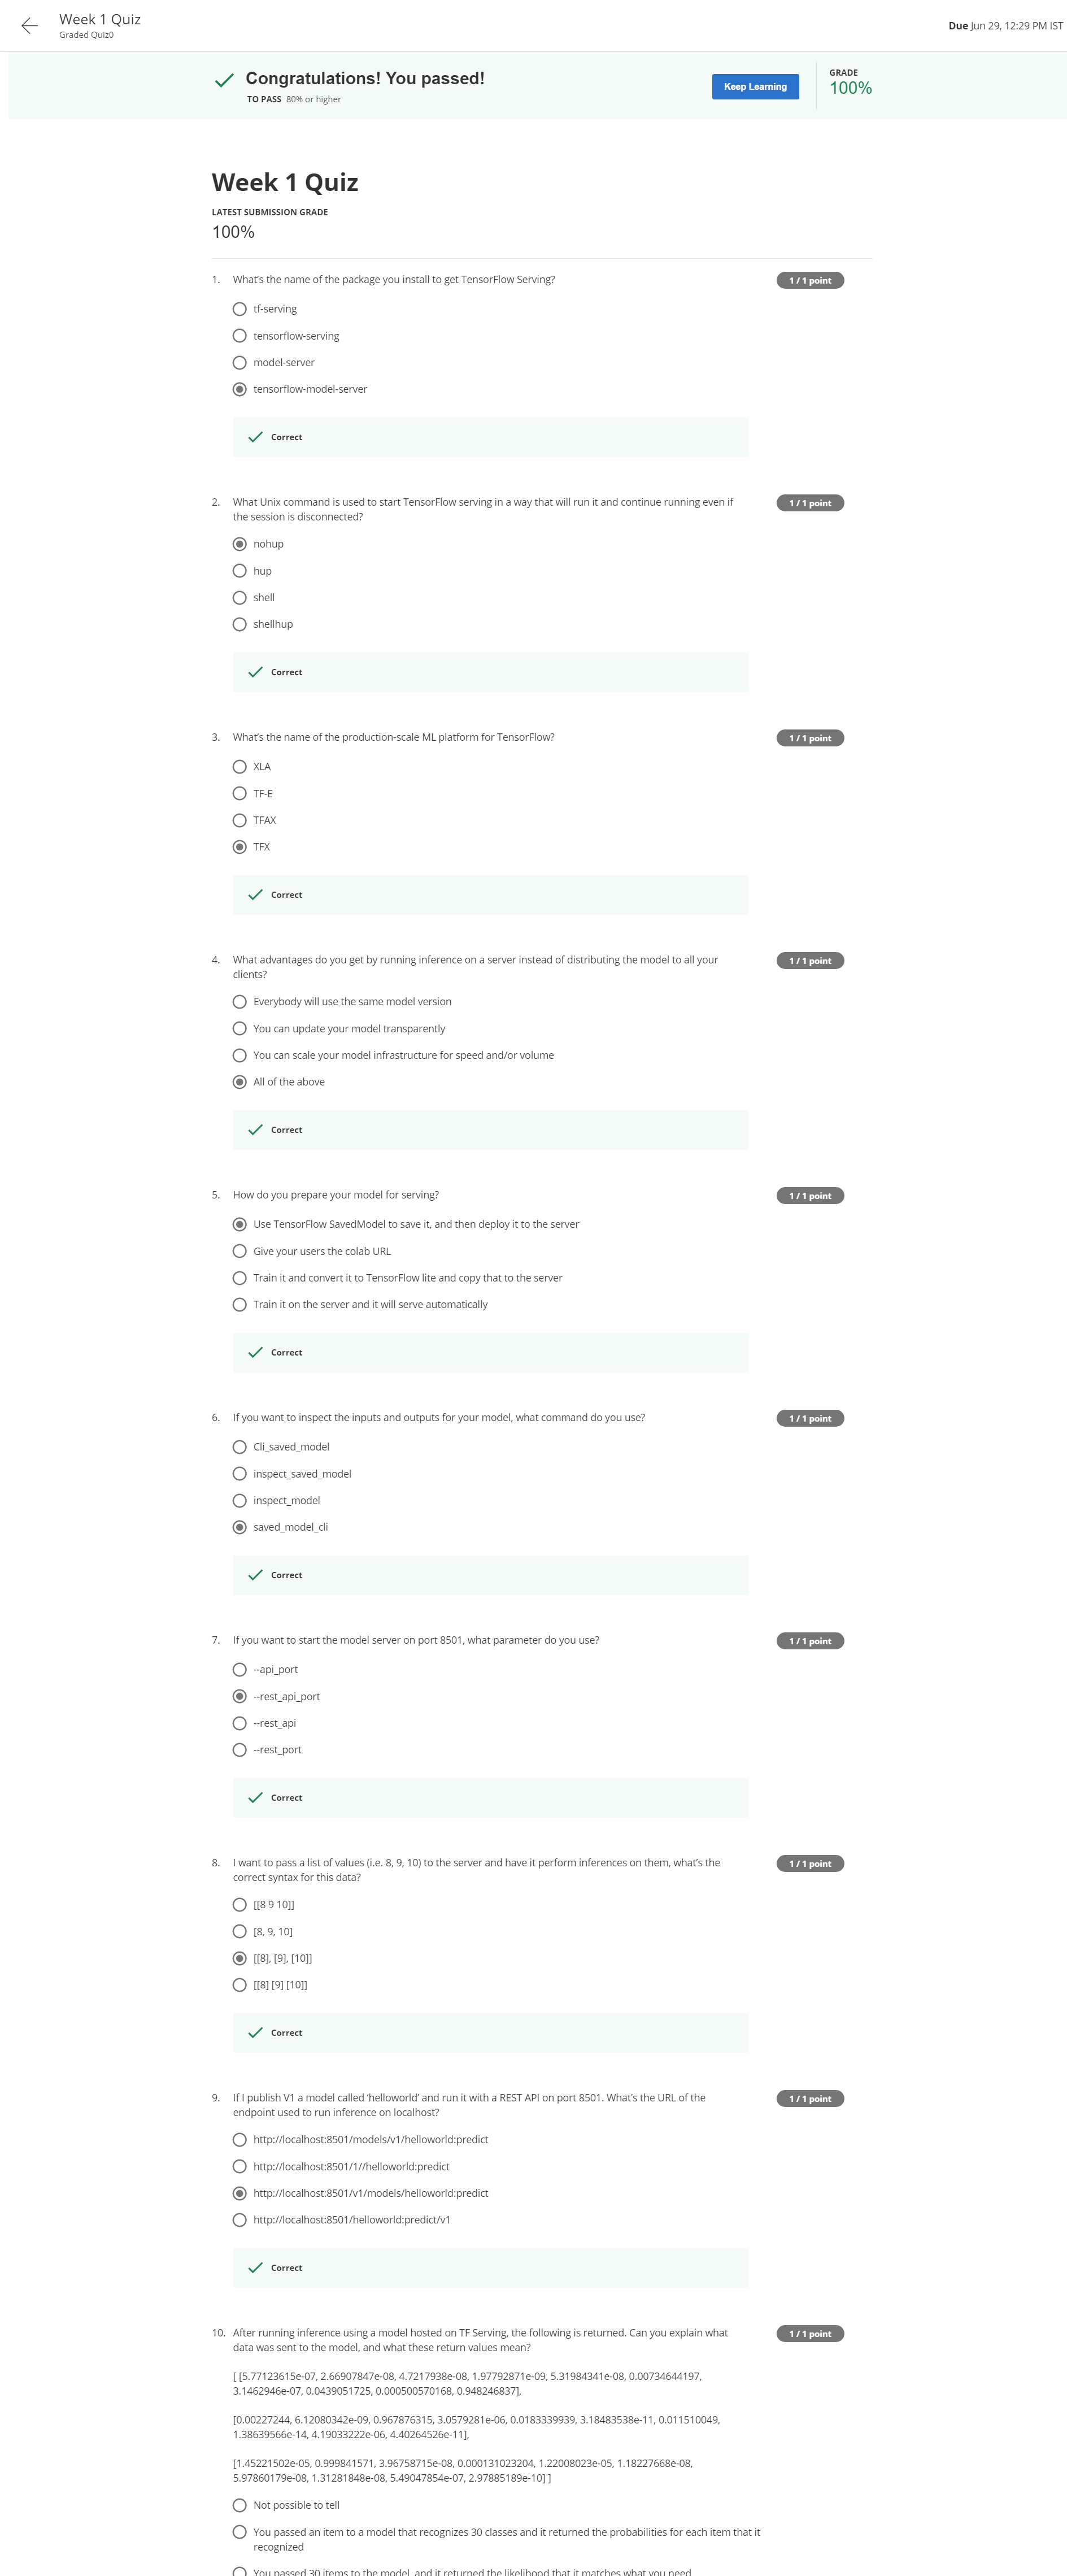 Week 1 Quiz
Graded Quiz0
Due Jun 29, 12:29 PM IST
Congratulations! You passed!
TO PASS 80% or higher
Keep Learning
GRADE
100%
Week 1 Quiz
LATEST SUBMISSION GRADE
100%
1. What's the name of the package you install to get TensorFlow Serving?
1 / 1 point
tf-serving
tensorflow-serving
model-server
tensorflow-model-server
Correct
2. What Unix command is used to start TensorFlow serving in a way that will run it and continue running even if
the session is disconnected?
1 / 1 point
nohup
hup
shell
shellhup
Correct
3. What's the name of the production-scale ML platform for TensorFlow?
1 / 1 point
XLA
TF-E
TFAX
TFX
Correct
4. What advantages do you get by running inference on a server instead of distributing the model to all your
clients?
1 / 1 point
Everybody will use the same model version
You can update your model transparently
You can scale your model infrastructure for speed and/or volume
All of the above
Correct
5. How do you prepare your model for serving?
1 / 1 point
Use TensorFlow SavedModel to save it, and then deploy it to the server
Give your users the colab URL
Train it and convert it to TensorFlow lite and copy that to the server
Train it on the server and it will serve automatically
Correct
6. If you want to inspect the inputs and outputs for your model, what command do you use?
1 / 1 point
Cli_saved_model
inspect_saved_model
inspect_model
saved_model_cli
Correct
7. If you want to start the model server on port 8501, what parameter do you use?
1 / 1 point
--api_port
--rest_api_port
--rest_api
--rest_port
Correct
8. I want to pass a list of values (i.e. 8, 9, 10) to the server and have it perform inferences on them, what's the
correct syntax for this data?
1 / 1 point
[[8 9 10]]
[8, 9, 10]
[[8], [9], [10]]
[[8] [9] [10]]
Correct
9. If I publish V1 a model called 'helloworld' and run it with a REST API on port 8501. What's the URL of the
endpoint used to run inference on localhost?
1 / 1 point
http://localhost:8501/models/v1/helloworld:predict
http://localhost:8501/1//helloworld:predict
http://localhost:8501/v1/models/helloworld:predict
http://localhost:8501/helloworld:predict/v1
Correct
10. After running inference using a model hosted on TF Serving, the following is returned. Can you explain what
data was sent to the model, and what these return values mean?
1 / 1 point
[ [5.77123615e-07, 2.66907847e-08, 4.7217938e-08, 1.97792871e-09, 5.31984341e-08, 0.00734644197,
3.1462946e-07, 0.0439051725, 0.000500570168, 0.948246837],
[0.00227244, 6.12080342e-09, 0.967876315, 3.0579281e-06, 0.0183339939, 3.18483538e-11, 0.011510049,
1.38639566e-14, 4.19033222e-06, 4.40264526e-11],
[1.45221502e-05, 0.999841571, 3.96758715e-08, 0.000131023204, 1.22008023e-05, 1.18227668e-08,
5.97860179e-08, 1.31281848e-08, 5.49047854e-07, 2.97885189e-10] ]
Not possible to tell
You passed an item to a model that recognizes 30 classes and it returned the probabilities for each item that it
recognized
You passed 30 items to the model, and it returned the likelihood that it matches what you need